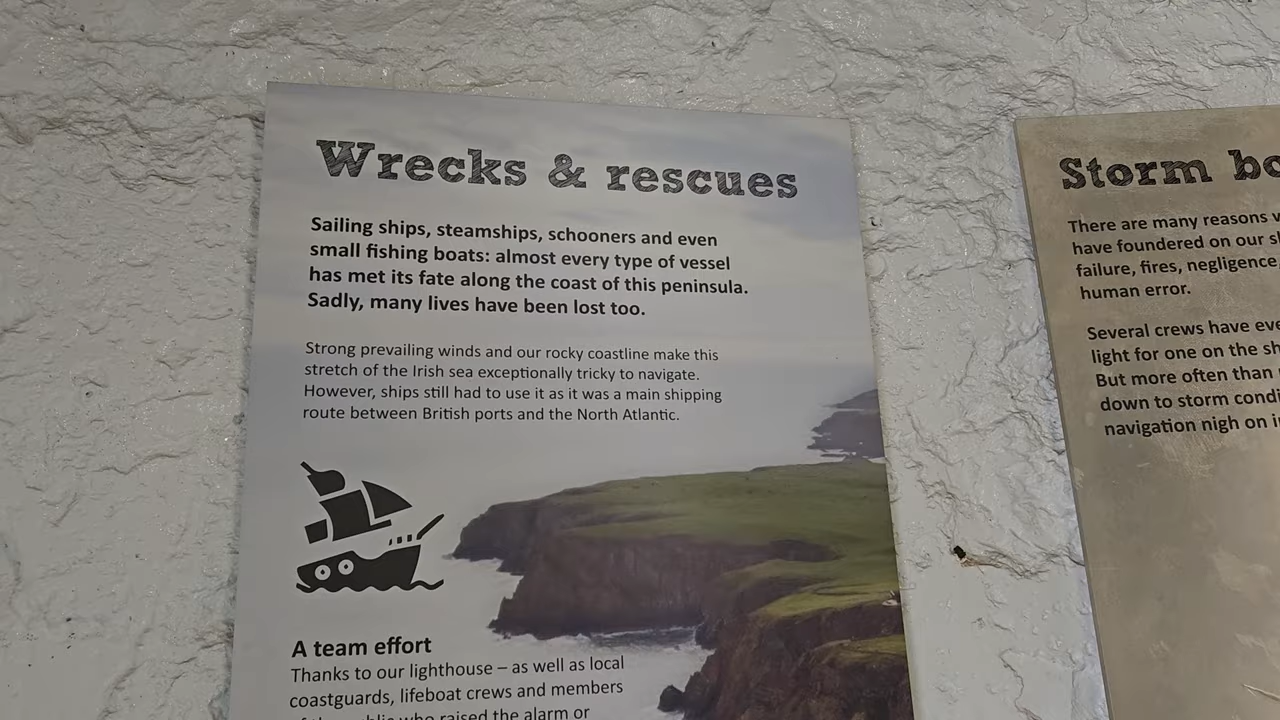 Wrecks & rescues
Sailing ships, steamships, schooners and even
small fishing boats: almost every type of vessel
has met its fate along the coast of this peninsula.
Sadly, many lives have been lost too.
Strong prevailing winds and our rocky coastline make this
stretch of the Irish sea exceptionally tricky to navigate.
However, ships still had to use it as it was a main shipping
route between British ports and the North Atlantic.
A team effort
Thanks to our lighthouse – as well as local
coastguards, lifeboat crews and members
who raised the alarm or
Storm
There are many reasons
have foundered on our
failure, fires, negligence,
human error.
Several crews have
light for one on the
But more often than
down to storm
navigation nigh on